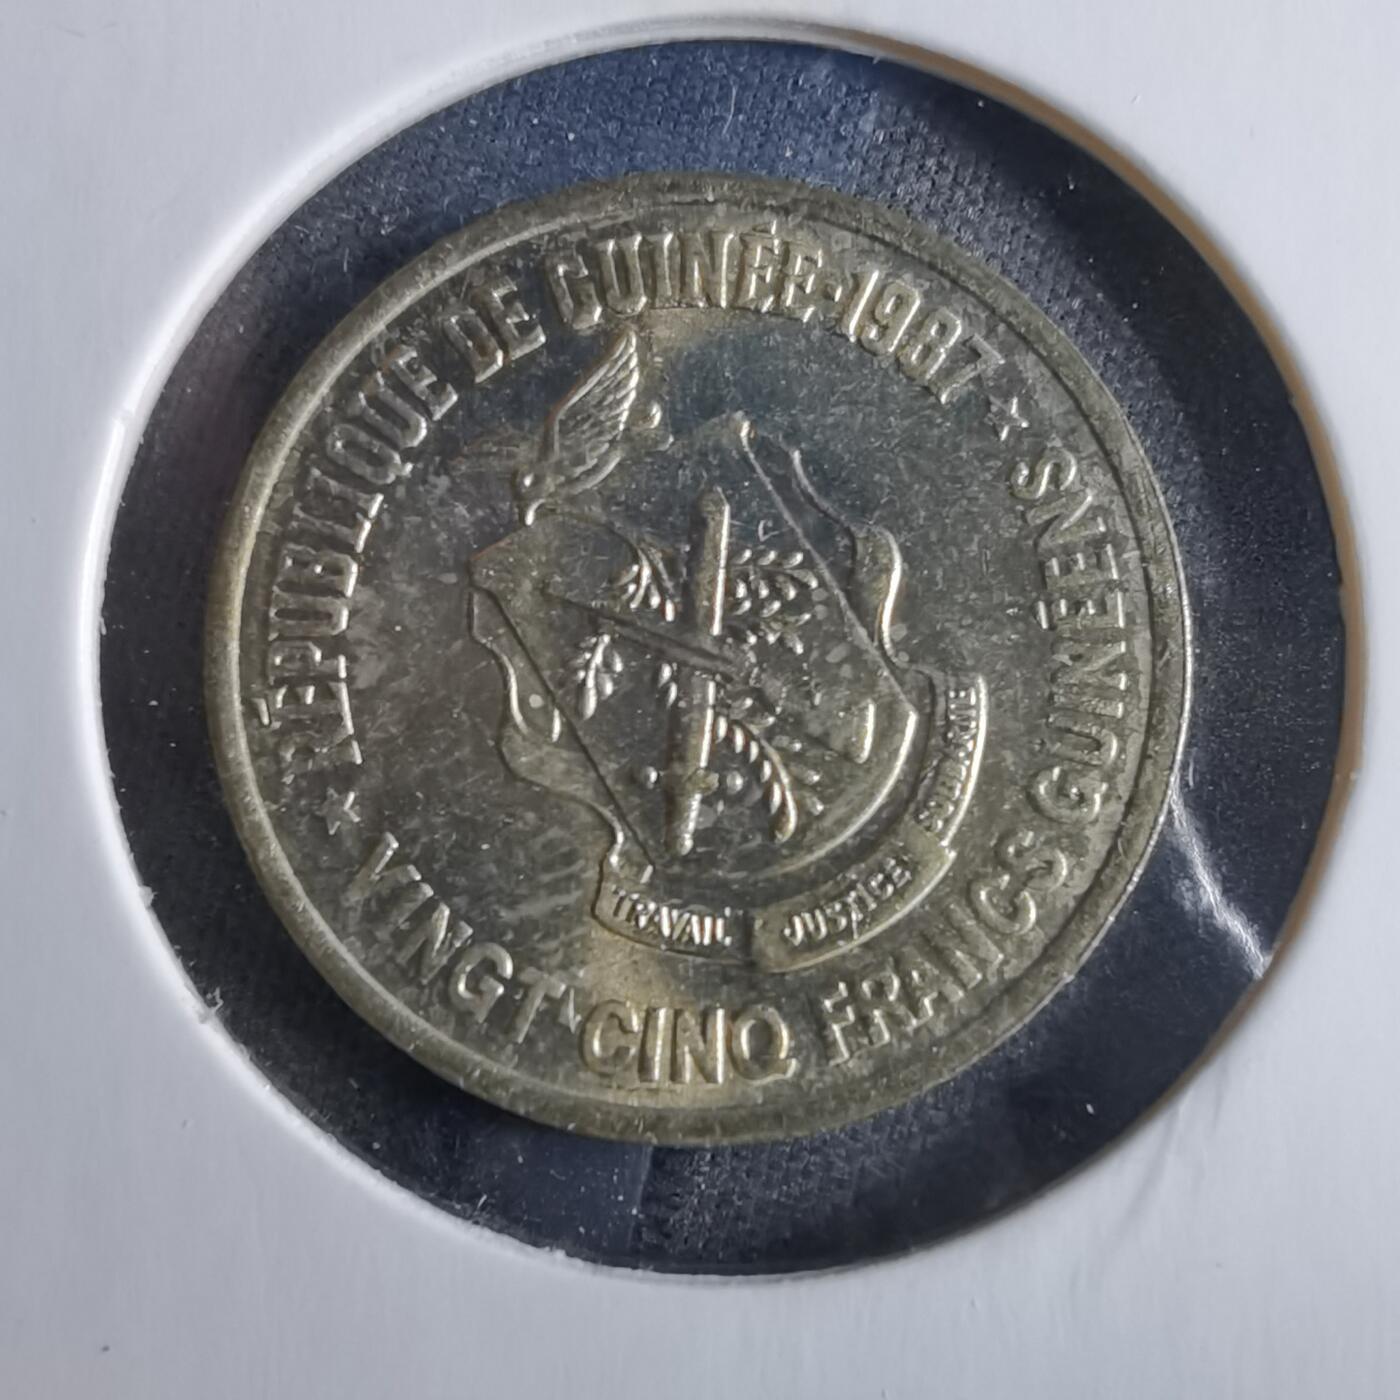 RÉPUBLIQUE DE GUINÉE·1987
VINGT CINQ FRANCS GUINÉENS
TRAVAIL JUSTICE SOLIDARITÉ